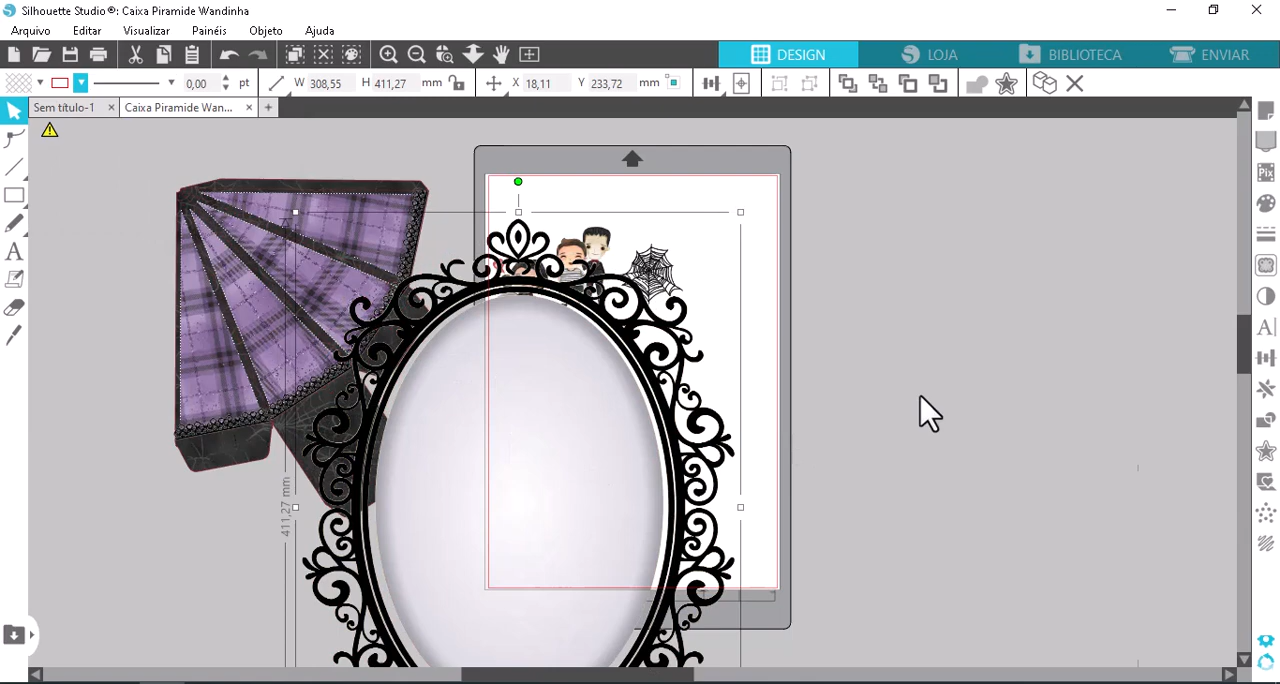 Silhouette Studio®: Caixa Piramide Wandinha
Arquivo Editar Visualizar Painéis Objeto Ajuda
DESIGN LOJA BIBLIOTECA ENVIAR
0,00 pt W 308,55 H 411,27 mm X 18,11 Y 233,72 mm
Sem título-1 × Caixa Piramide Wan... × +
411,27 mm